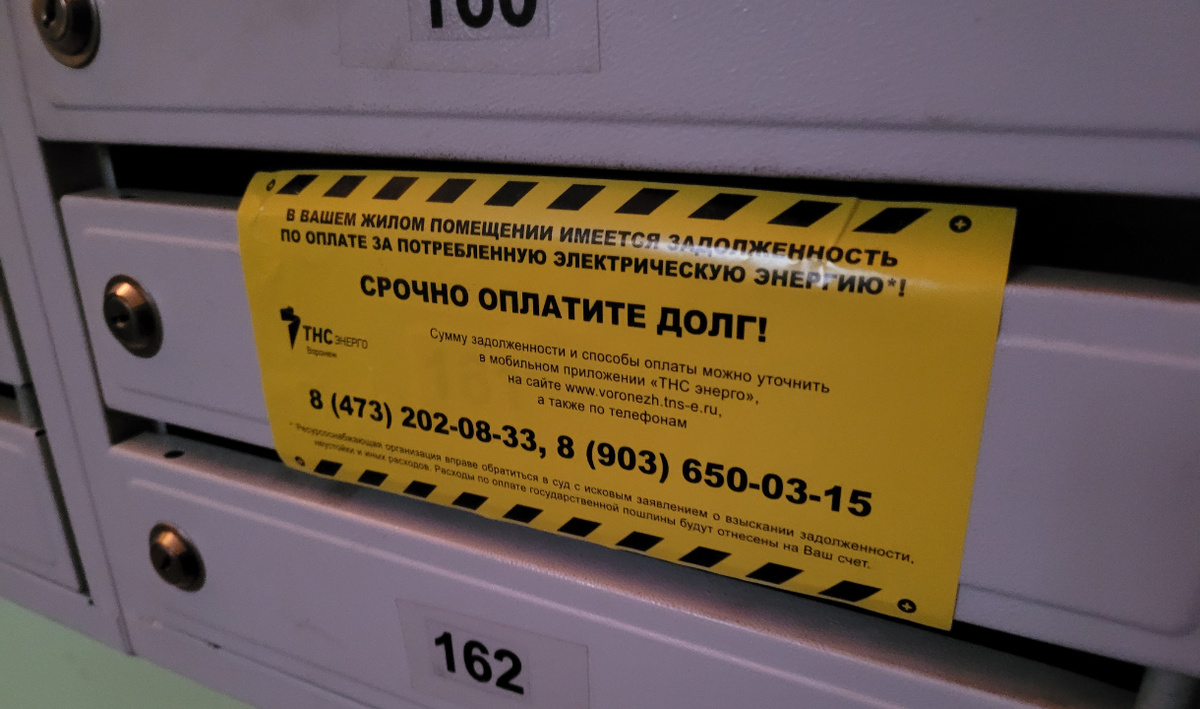 160
В ВАШЕМ ЖИЛОМ ПОМЕЩЕНИИ ИМЕЕТСЯ ЗАДОЛЖЕННОСТЬ
ПО ОПЛАТЕ ЗА ПОТРЕБЛЕННУЮ ЭЛЕКТРИЧЕСКУЮ ЭНЕРГИЮ*!
СРОЧНО ОПЛАТИТЕ ДОЛГ!
ТНС ЭНЕРГО
Воронеж
Сумму задолженности и способы оплаты можно уточнить
в мобильном приложении «ТНС энерго»,
на сайте www.voronezh.tns-e.ru,
а также по телефонам
8 (473) 202-08-33, 8 (903) 650-03-15
* Ресурсоснабжающая организация вправе обратиться в суд с исковым заявлением о взыскании задолженности,
неустойки и иных расходов. Расходы по оплате государственной пошлины будут отнесены на Ваш счет.
162